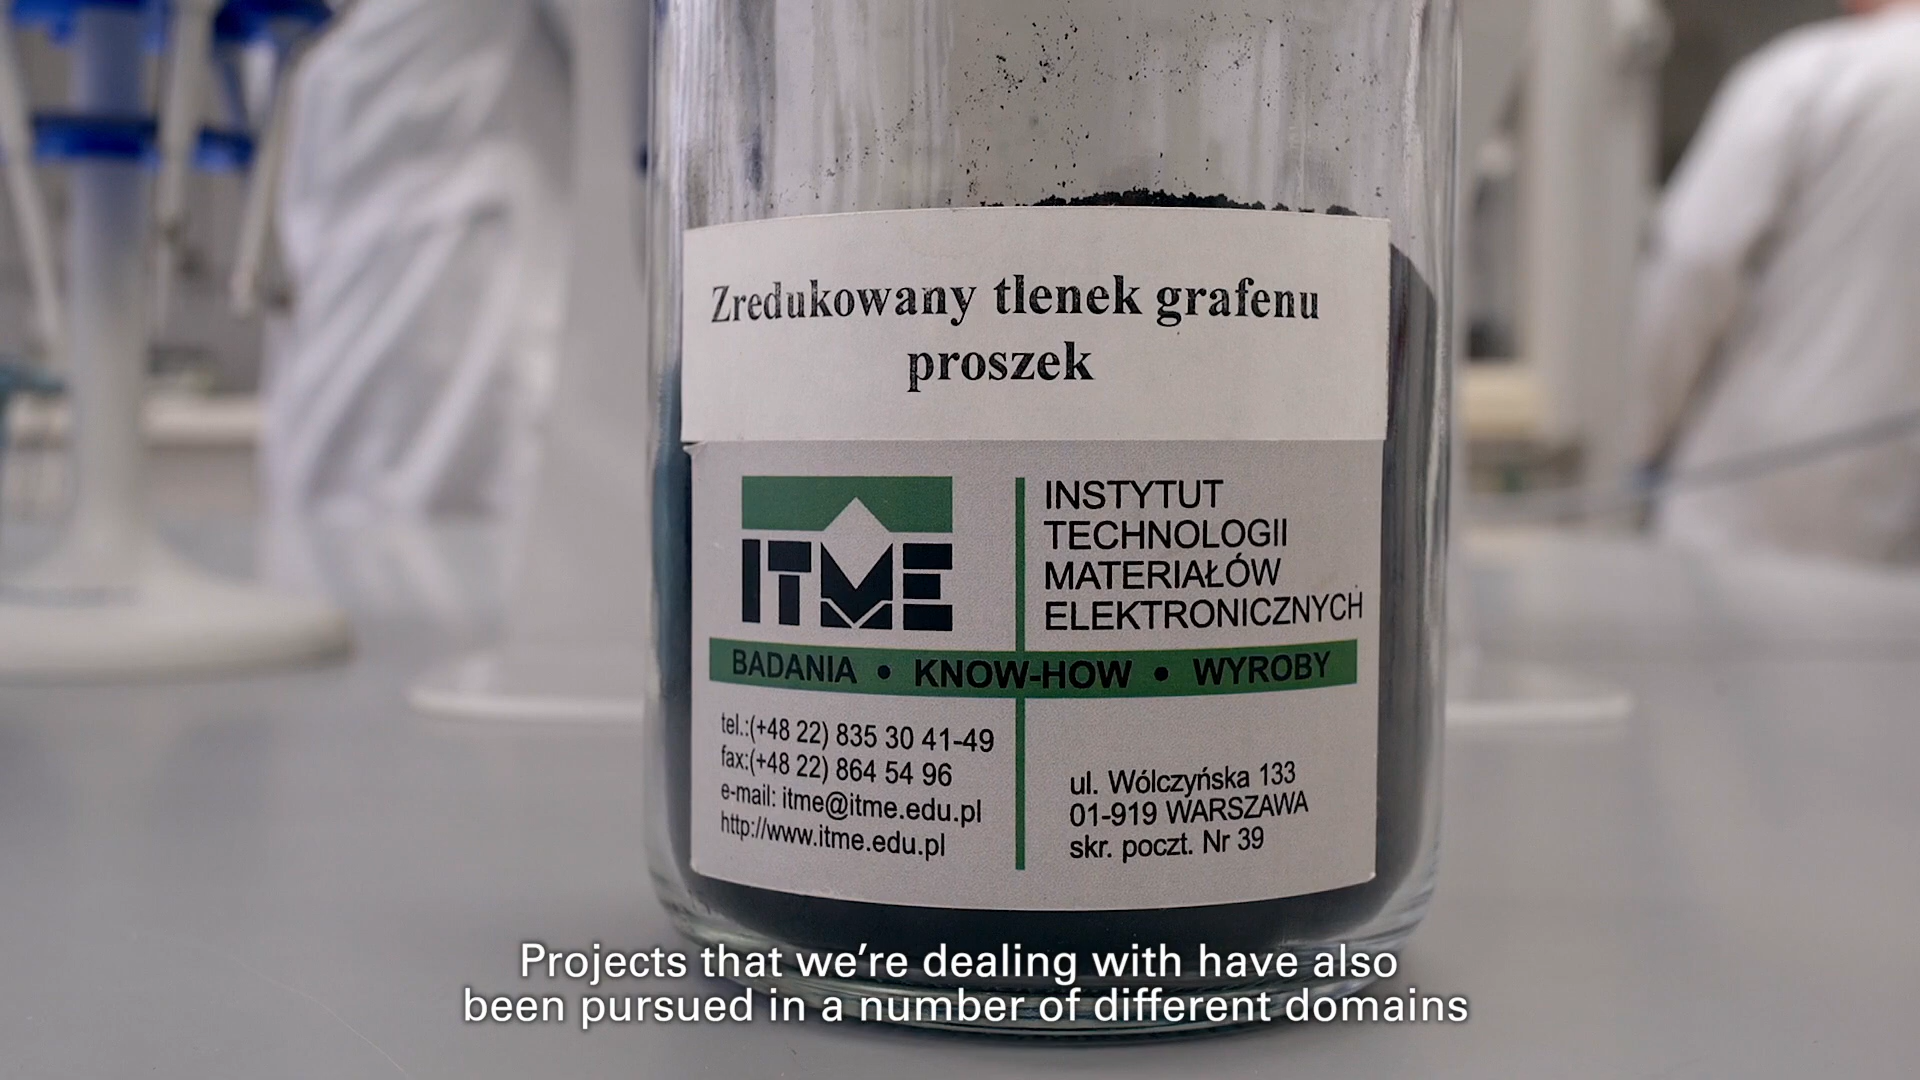 Zredukowany tlenek grafenu
proszek
ITME
INSTYTUT
TECHNOLOGII
MATERIAŁÓW
ELEKTRONICZNYCH
BADANIA • KNOW-HOW • WYROBY
tel.:(+48 22) 835 30 41-49
fax:(+48 22) 864 54 96
e-mail: itme@itme.edu.pl
http://www.itme.edu.pl
ul. Wólczyńska 133
01-919 WARSZAWA
skr. poczt. Nr 39
Projects that we're dealing with have also
been pursued in a number of different domains